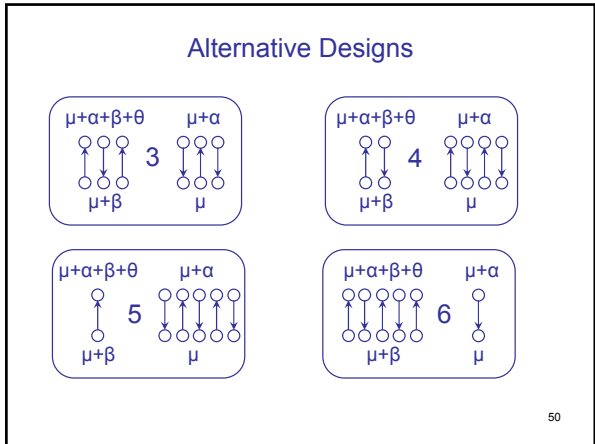 Alternative Designs
μ+α+β+θ μ+α
3
μ+β μ
μ+α+β+θ μ+α
4
μ+β μ
μ+α+β+θ μ+α
5
μ+β μ
μ+α+β+θ μ+α
6
μ+β μ
50